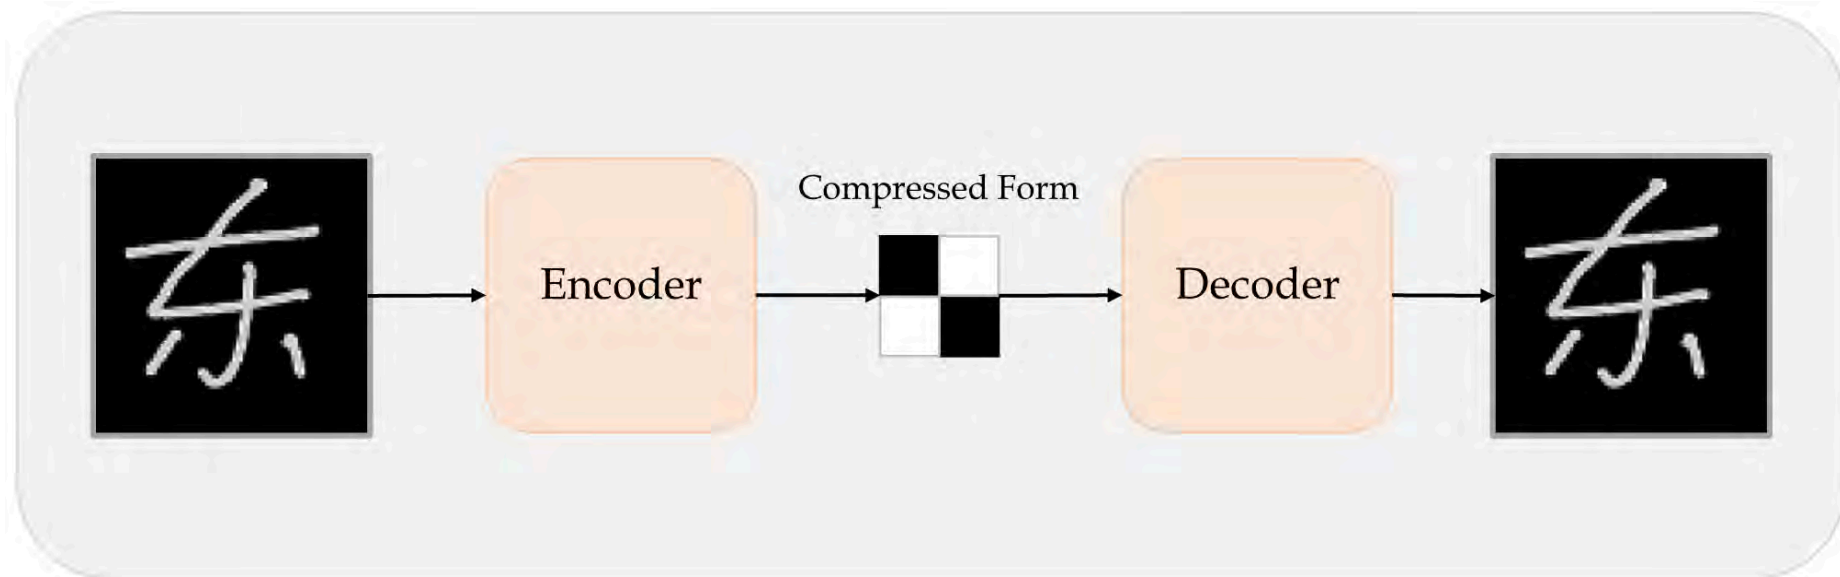 东
Encoder
Compressed Form
Decoder
东